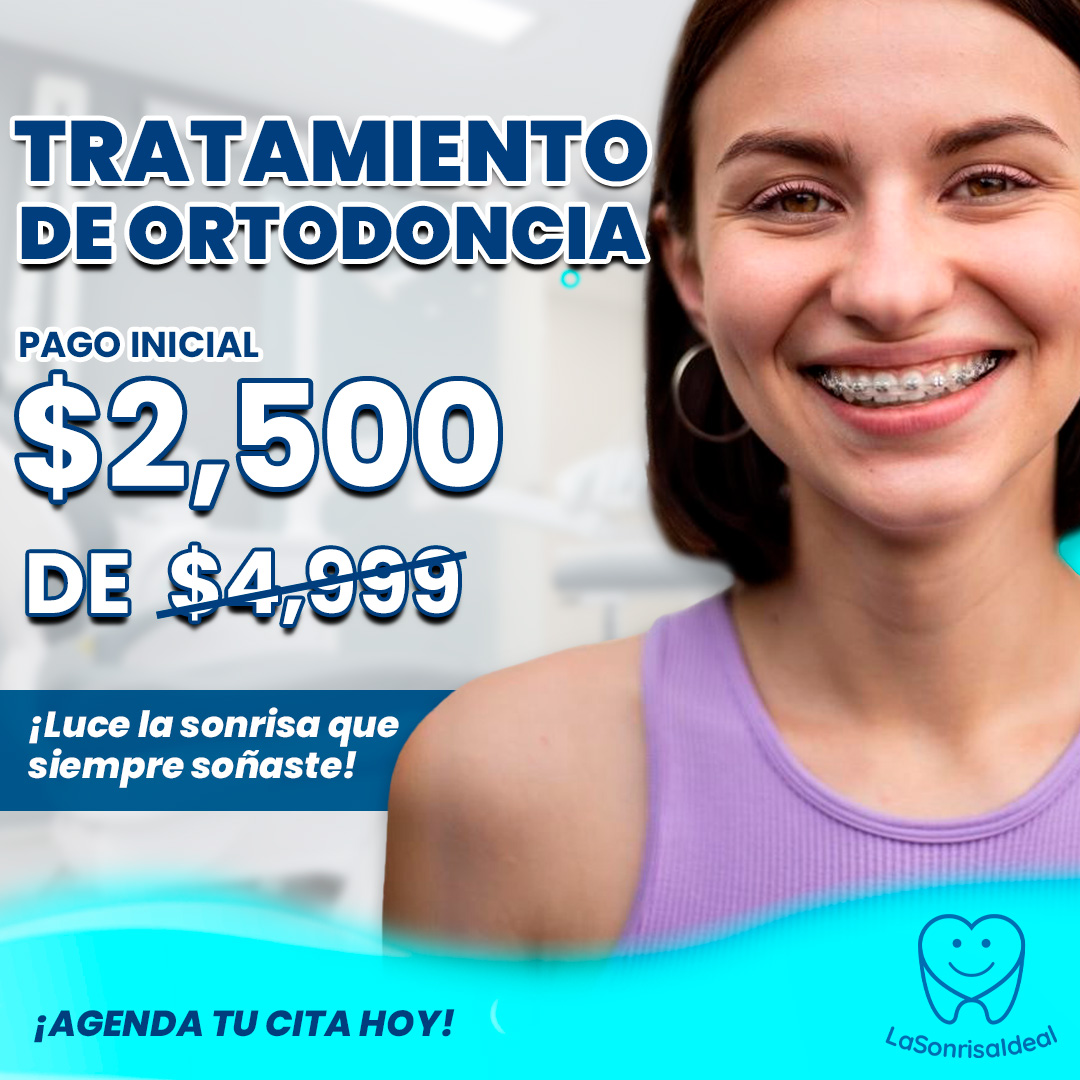 TRATAMIENTO
DE ORTODONCIA
PAGO INICIAL
$2,500
DE $4,999
¡Luce la sonrisa que
siempre soñaste!
¡AGENDA TU CITA HOY!
LaSonrisaIdeal